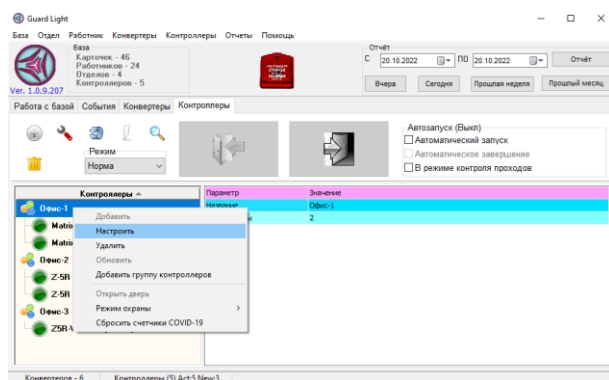 Guard Light
База Отдел Работник Конвертеры Контроллеры Отчеты Помощь
База
Карточек - 46
Работников - 24
Отделов - 4
Контроллеров - 5
Ver. 1.0.9.207
Отчёт
С 20.10.2022 ПО 20.10.2022 Отчёт
Вчера Сегодня Прошлая неделя Прошлый месяц
Работа с базой События Конвертеры Контроллеры
Режим
Норма
Автозапуск (Выкл)
Автоматический запуск
Автоматическое завершение
В режиме контроля проходов
Контроллеры
Параметр Значение
Офис-1
Название Офис-1
2
Matrix
Matrix
Офис-2
Z-5R
Z-5R
Офис-3
Добавить
Настроить
Удалить
Обновить
Добавить группу контроллеров
Открыть дверь
Режим охраны
Сбросить счетчики COVID-19
Конвертеров - 6 Контроллеры (5) Act:5 New:3